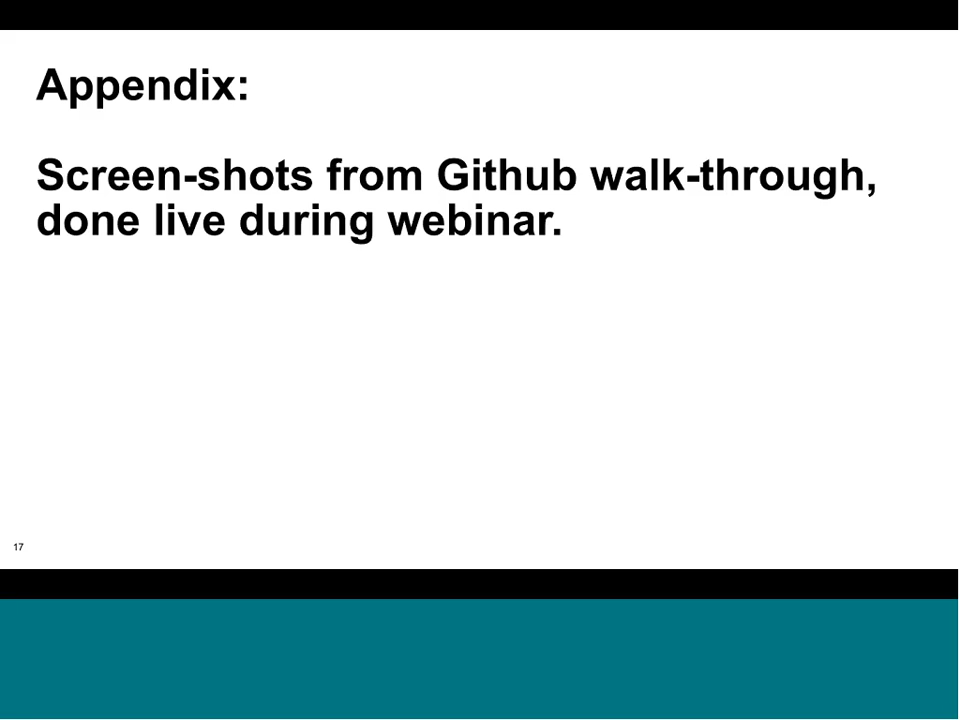 Appendix:
Screen-shots from Github walk-through,
done live during webinar.
17